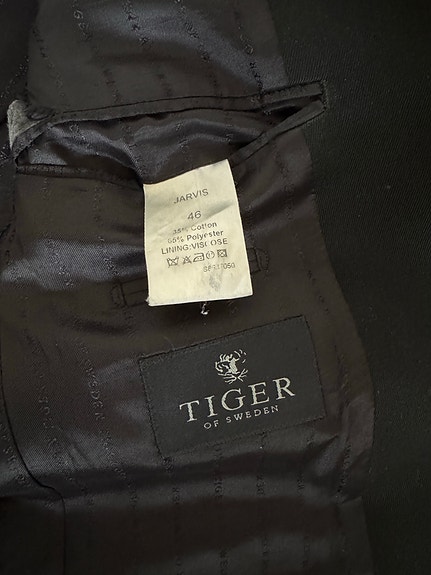 JARVIS
46
35% Cotton
65% Polyester
LINING:VISCOSE
TIGER
OF SWEDEN